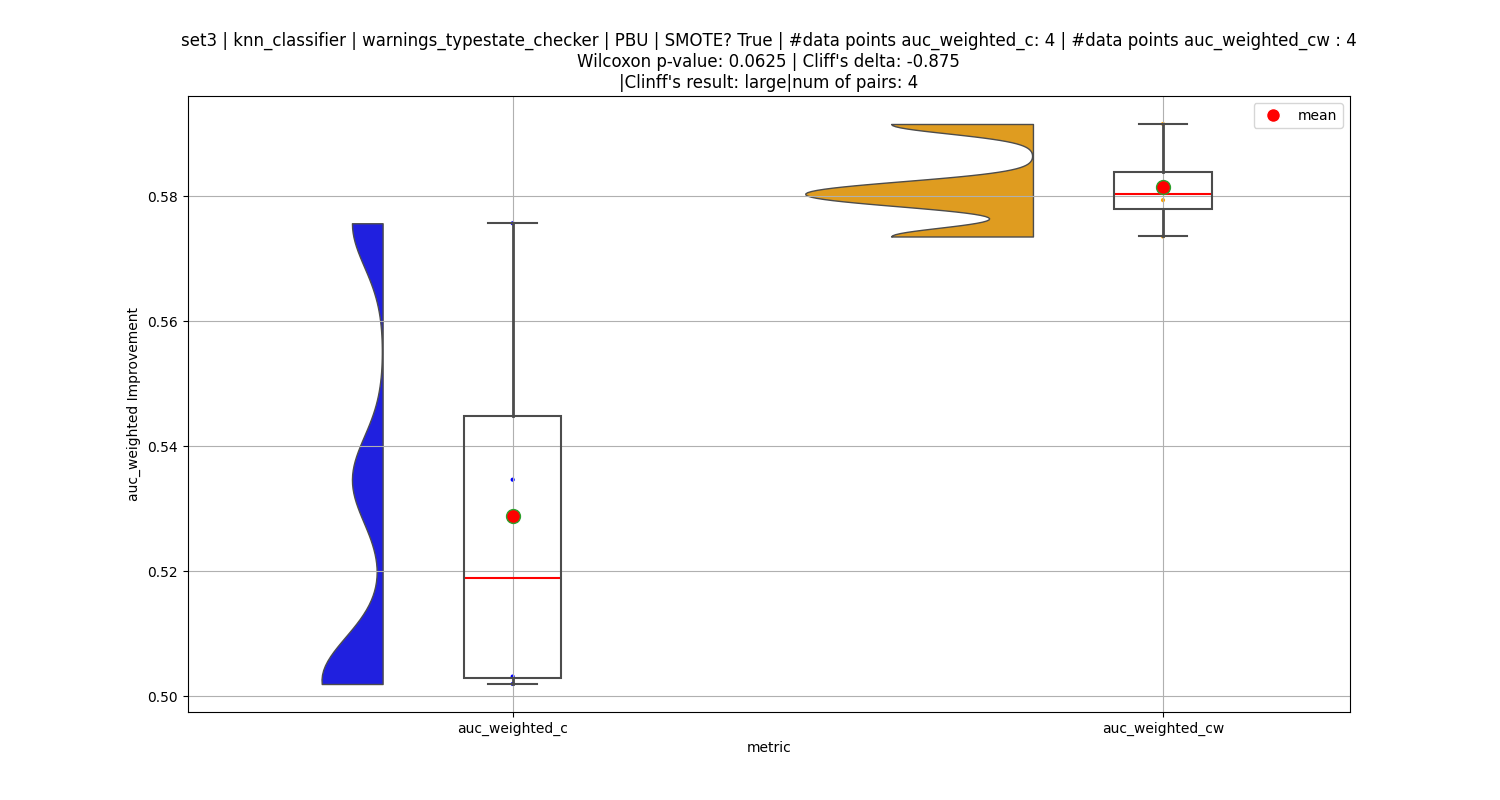 set3 | knn_classifier | warnings_typestate_checker | PBU | SMOTE? True | #data points auc_weighted_c: 4 | #data points auc_weighted_cw : 4
Wilcoxon p-value: 0.0625 | Cliff's delta: -0.875
|Clinff's result: large|num of pairs: 4
mean
0.58
0.56
0.54
0.52
0.50
auc_weighted Improvement
auc_weighted_c
auc_weighted_cw
metric